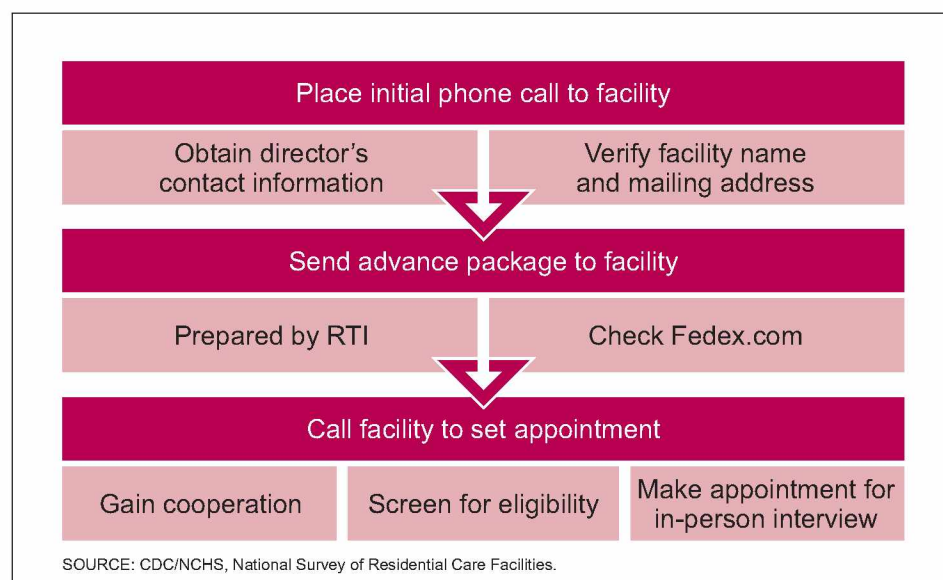 Place initial phone call to facility
Obtain director’s
contact information
Verify facility name
and mailing address
Send advance package to facility
Prepared by RTI
Check Fedex.com
Call facility to set appointment
Gain cooperation
Screen for eligibility
Make appointment for
in-person interview
SOURCE: CDC/NCHS, National Survey of Residential Care Facilities.